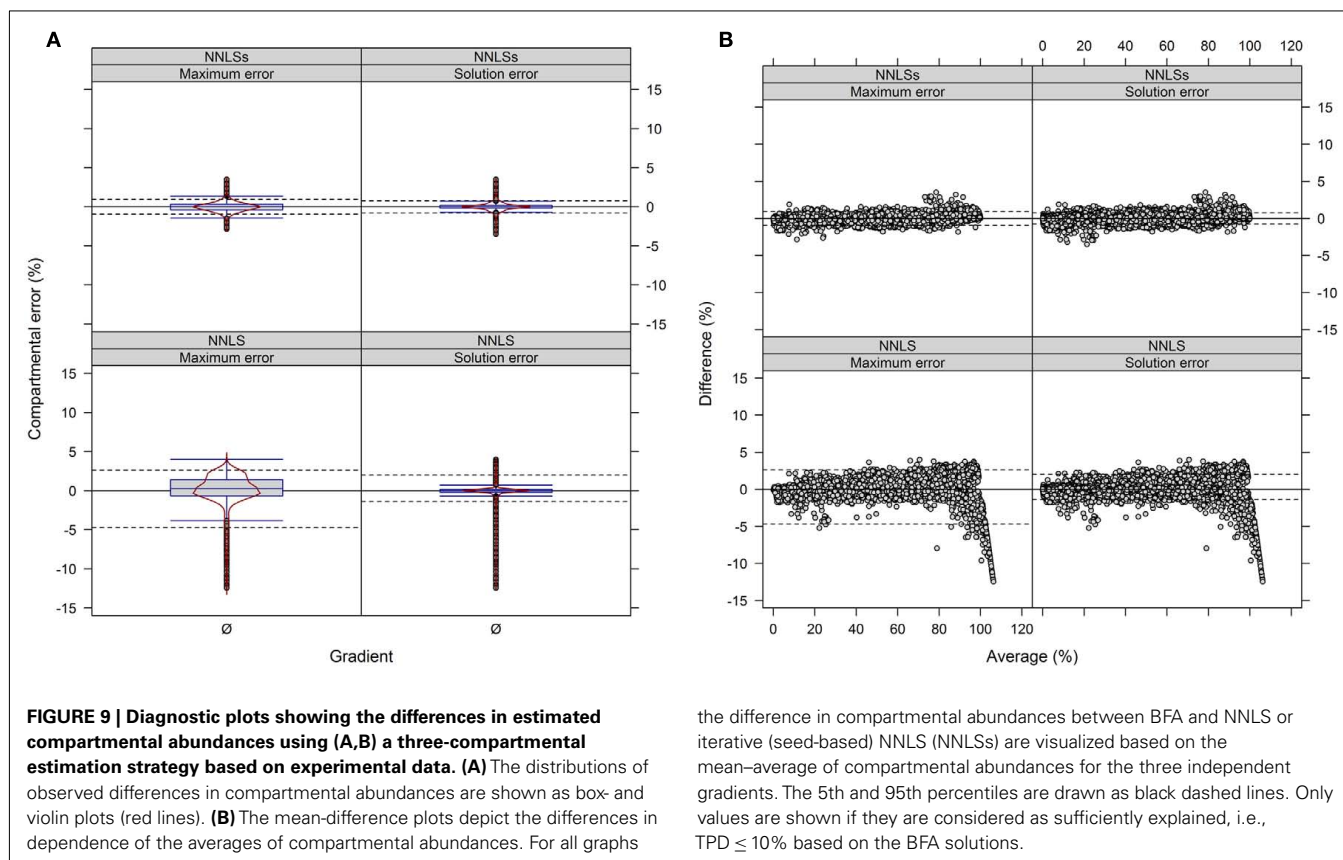 A
NNLSs
NNLSs
Maximum error
Solution error
15
10
5
0
-5
-10
-15
Compartmental error (%)
NNLS
NNLS
Maximum error
Solution error
15
10
5
0
-5
-10
-15
Ø
Ø
Gradient
B
0 20 40 60 80 100 120
NNLSs
NNLSs
Maximum error
Solution error
15
10
5
0
-5
-10
-15
Difference (%)
NNLS
NNLS
Maximum error
Solution error
15
10
5
0
-5
-10
-15
0 20 40 60 80 100 120
Average (%)
FIGURE 9 | Diagnostic plots showing the differences in estimated
compartmental abundances using (A,B) a three-compartmental
estimation strategy based on experimental data. (A) The distributions of
observed differences in compartmental abundances are shown as box- and
violin plots (red lines). (B) The mean-difference plots depict the differences in
dependence of the averages of compartmental abundances. For all graphs
the difference in compartmental abundances between BFA and NNLS or
iterative (seed-based) NNLS (NNLSs) are visualized based on the
mean–average of compartmental abundances for the three independent
gradients. The 5th and 95th percentiles are drawn as black dashed lines. Only
values are shown if they are considered as sufficiently explained, i.e.,
TPD ≤ 10% based on the BFA solutions.